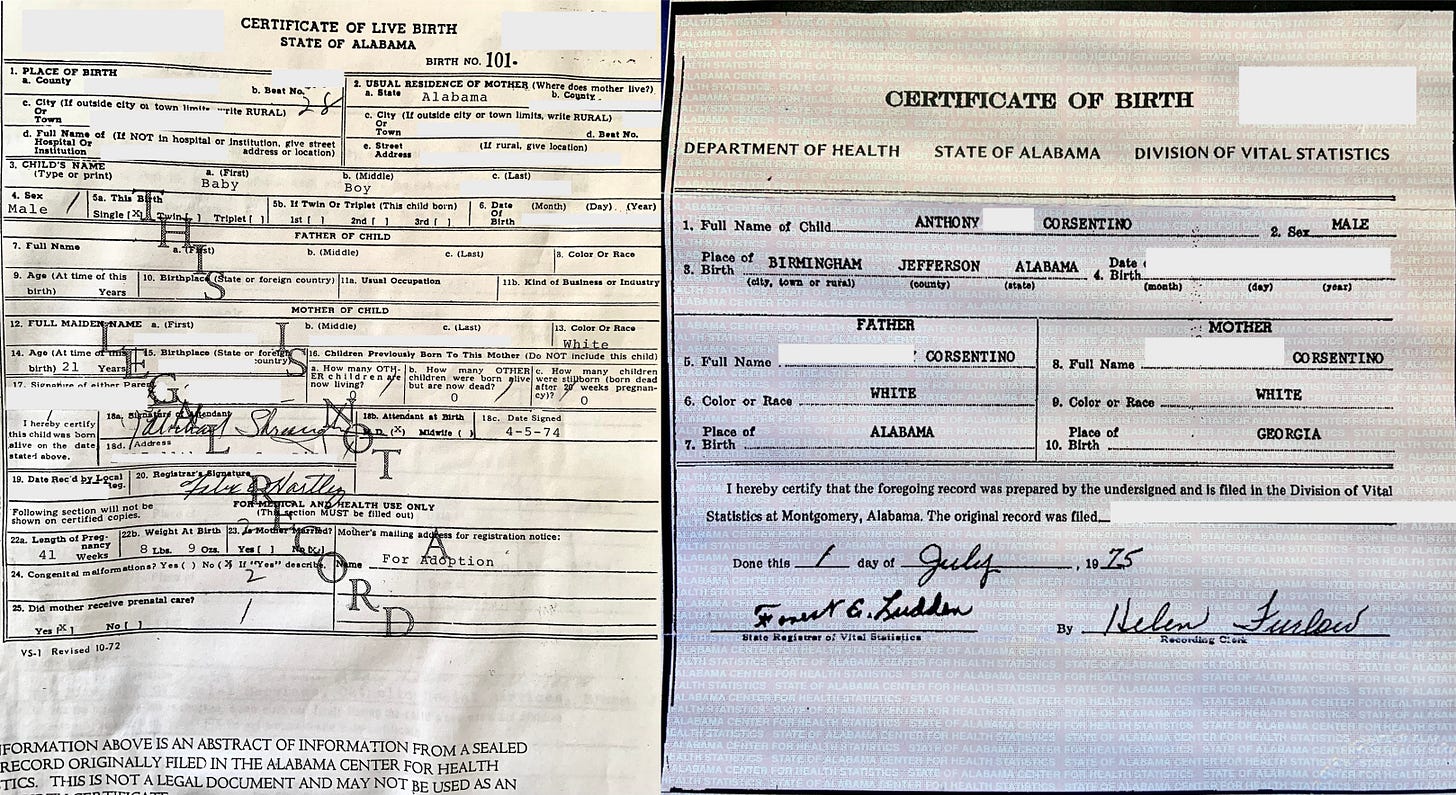 CERTIFICATE OF LIVE BIRTH
STATE OF ALABAMA
BIRTH NO. 101-
1. PLACE OF BIRTH
a. County
b. Beat No.
28
c. City (If outside city or town limits, write RURAL)
Or
Town
d. Full Name of (If NOT in hospital or institution, give street
Hospital Or address or location)
Institution
2. USUAL RESIDENCE OF MOTHER (Where does mother live?)
a. State Alabama b. County
c. City (If outside city or town limits, write RURAL)
Or
Town d. Beat No.
e. Street (If rural, give location)
Address
3. CHILD'S NAME a. (First) b. (Middle) c. (Last)
(Type or print) Baby Boy
4. Sex
Male
5a. This Birth
Single [X] Twin [ ] Triplet [ ]
5b. If Twin Or Triplet (This child born)
1st [ ] 2nd [ ] 3rd [ ]
6. Date (Month) (Day) (Year)
Of
Birth
FATHER OF CHILD
7. Full Name a. (First) b. (Middle) c. (Last) 8. Color Or Race
9. Age (At time of this
birth) Years
10. Birthplace (State or foreign country)
11a. Usual Occupation
11b. Kind of Business or Industry
MOTHER OF CHILD
12. FULL MAIDEN NAME a. (First) b. (Middle) c. (Last)
13. Color Or Race
White
14. Age (At time of this
birth) 21 Years
15. Birthplace (State or foreign
country)
16. Children Previously Born To This Mother (Do NOT include this child)
a. How many OTH-
ER children are
now living?
0
b. How many OTHER
children were born alive
but are now dead?
0
c. How many children
were stillborn (born dead
after 20 weeks pregnan-
cy)? 0
17. Signature of either Parent
I hereby certify
this child was born
alive on the date
stated above.
18a. Signature of Attendant
18b. Attendant at Birth
M.D. (X) Midwife ( )
18c. Date Signed
4-5-74
18d. Address
19. Date Rec'd by Local
Reg.
20. Registrar's Signature
Felix E Hartley
Following section will not be
shown on certified copies.
FOR MEDICAL AND HEALTH USE ONLY
(This section MUST be filled out)
22a. Length of Preg-
nancy
41 Weeks
22b. Weight At Birth
8 Lbs. 9 Ozs.
23. Is Mother Married?
Yes [ ] No [X]
Mother's mailing address for registration notice:
Name For Adoption
24. Congenital malformations? Yes ( ) No (X) If "Yes" describe.
2
25. Did mother receive prenatal care?
Yes [X] No [ ]
VS-1 Revised 10-72
THIS IS NOT A LEGAL RECORD
INFORMATION ABOVE IS AN ABSTRACT OF INFORMATION FROM A SEALED
RECORD ORIGINALLY FILED IN THE ALABAMA CENTER FOR HEALTH
TICS. THIS IS NOT A LEGAL DOCUMENT AND MAY NOT BE USED AS AN
CERTIFICATE OF BIRTH
DEPARTMENT OF HEALTH STATE OF ALABAMA DIVISION OF VITAL STATISTICS
1. Full Name of Child ANTHONY CORSENTINO 2. Sex MALE
3. Place of Birth BIRMINGHAM JEFFERSON ALABAMA 4. Date Birth
(city, town or rural) (county) (state) (month) (day) (year)
FATHER
5. Full Name CORSENTINO
6. Color or Race WHITE
7. Place of Birth ALABAMA
MOTHER
8. Full Name CORSENTINO
9. Color or Race WHITE
10. Place of Birth GEORGIA
I hereby certify that the foregoing record was prepared by the undersigned and is filed in the Division of Vital
Statistics at Montgomery, Alabama. The original record was filed
Done this 1 day of July, 1975
State Registrar of Vital Statistics
By Helen Furlow
Recording Clerk
STATE OF ALABAMA CENTER FOR HEALTH STATISTICS